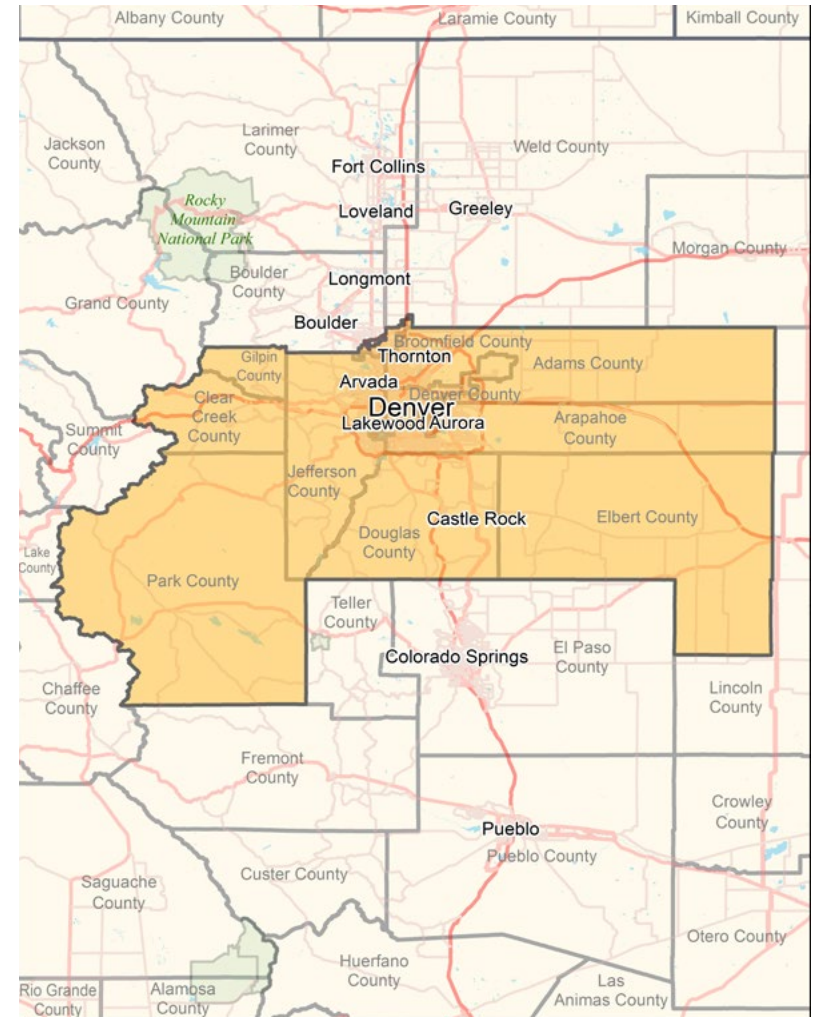 Albany County
Laramie County
Kimball County
Jackson
County
Larimer
County
Weld County
Fort Collins
Rocky
Mountain
National Park
Loveland
Greeley
Morgan County
Boulder
County
Longmont
Grand County
Boulder
Broomfield County
Gilpin
County
Thornton
Adams County
Arvada
Denver County
Clear
Creek
County
Denver
Lakewood
Aurora
Arapahoe
County
Summit
County
Jefferson
County
Castle Rock
Elbert County
Douglas
County
Lake
County
Park County
Teller
County
Colorado Springs
El Paso
County
Chaffee
County
Lincoln
County
Fremont
County
Crowley
County
Pueblo
Pueblo County
Custer County
Saguache
County
Otero County
Huerfano
County
Rio Grande
County
Alamosa
County
Las
Animas County